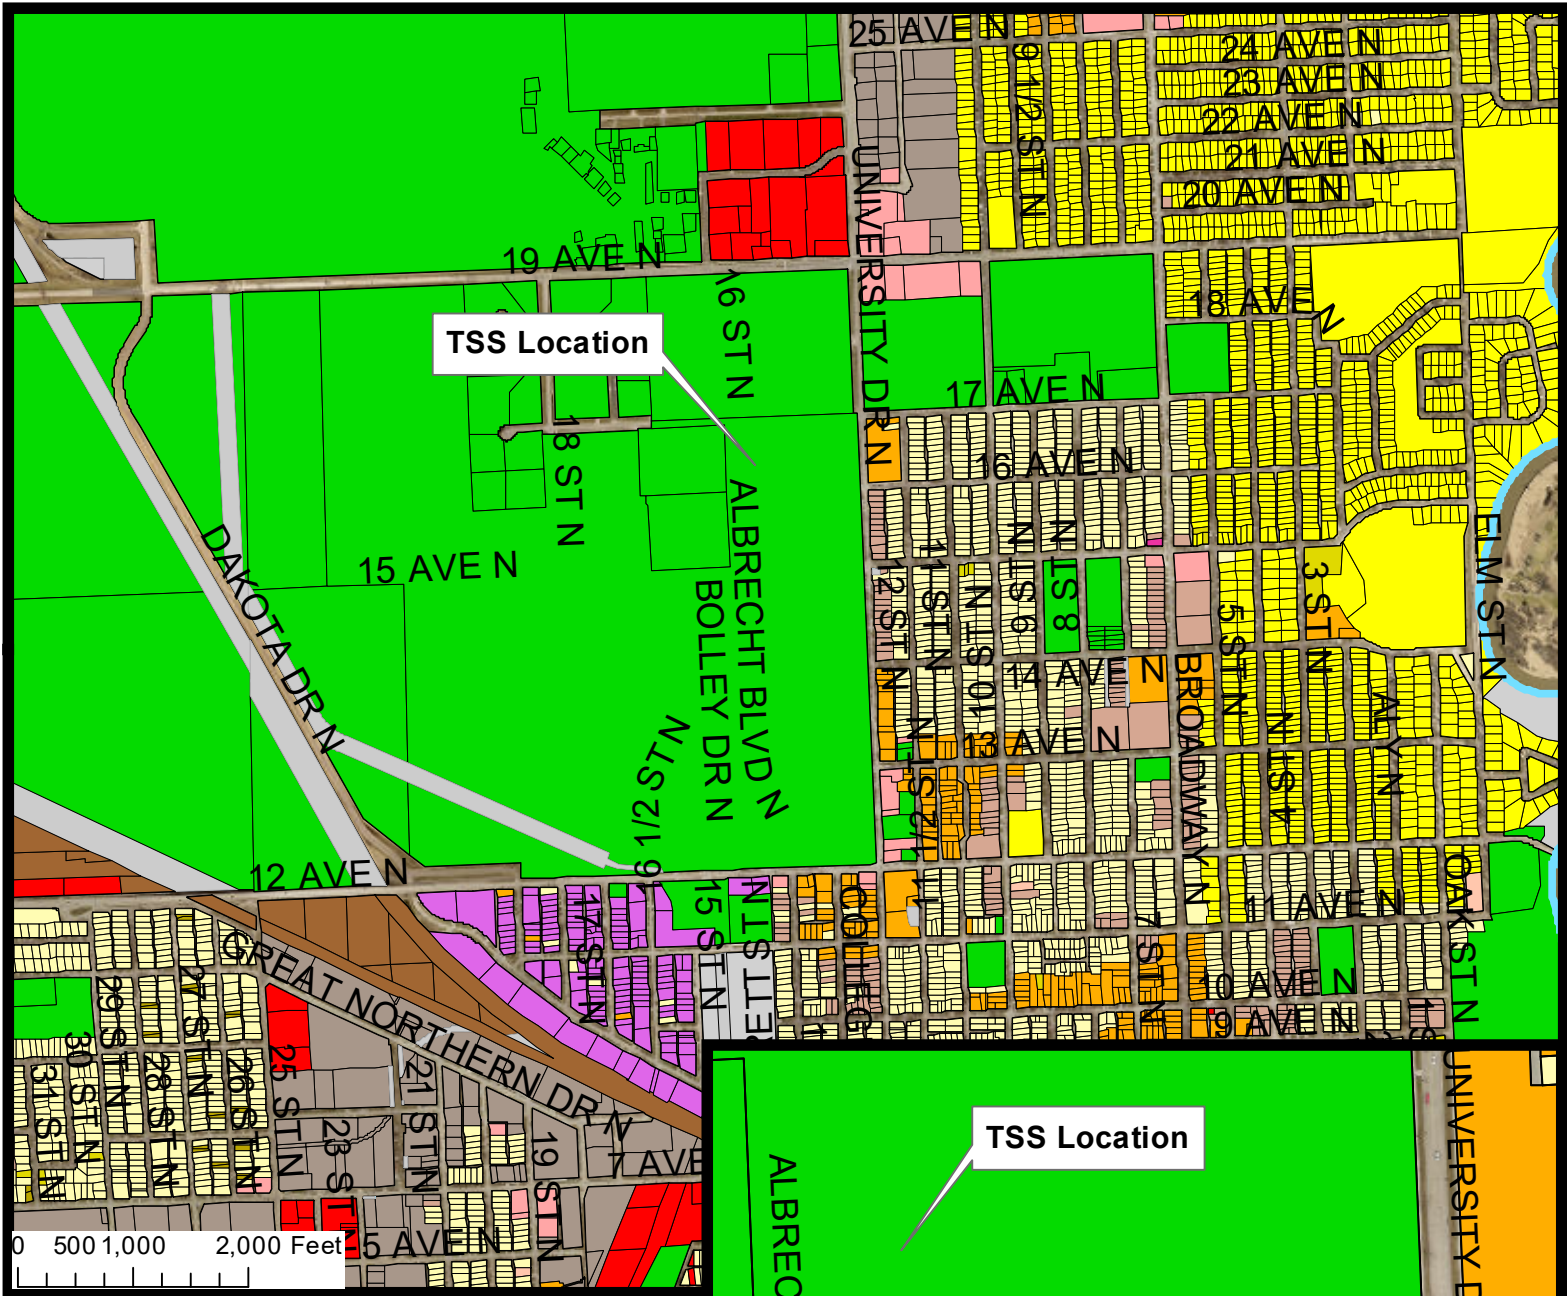 25 AVE N
24 AVE N
23 AVE N
22 AVE N
21 AVE N
20 AVE N
9 1/2 ST N
UNIVERSITY DR N
19 AVE N
18 AVE N
16 ST N
TSS Location
17 AVE N
16 AVE N
18 ST N
15 AVE N
DAKOTA DR N
ALBRECHT BLVD N
BOLLEY DR N
12 ST N
11 ST N
10 ST N
9 ST N
8 ST N
5 ST N
3 ST N
ELM ST N
14 AVE N
13 AVE N
BROADWAY N
4 ST N
AL Y N
11 1/2 ST N
16 1/2 ST N
12 AVE N
17 ST N
15 ST N
7 ST N
11 AVE N
OAK ST N
10 AVE N
9 AVE N
GREAT NORTHERN DR N
31 ST N
30 ST N
29 ST N
28 ST N
27 ST N
26 ST N
25 ST N
23 ST N
21 ST N
19 ST N
7 AVE
5 AVE N
0 500 1,000 2,000 Feet
TSS Location
ALBREC
UNIVERSITY D